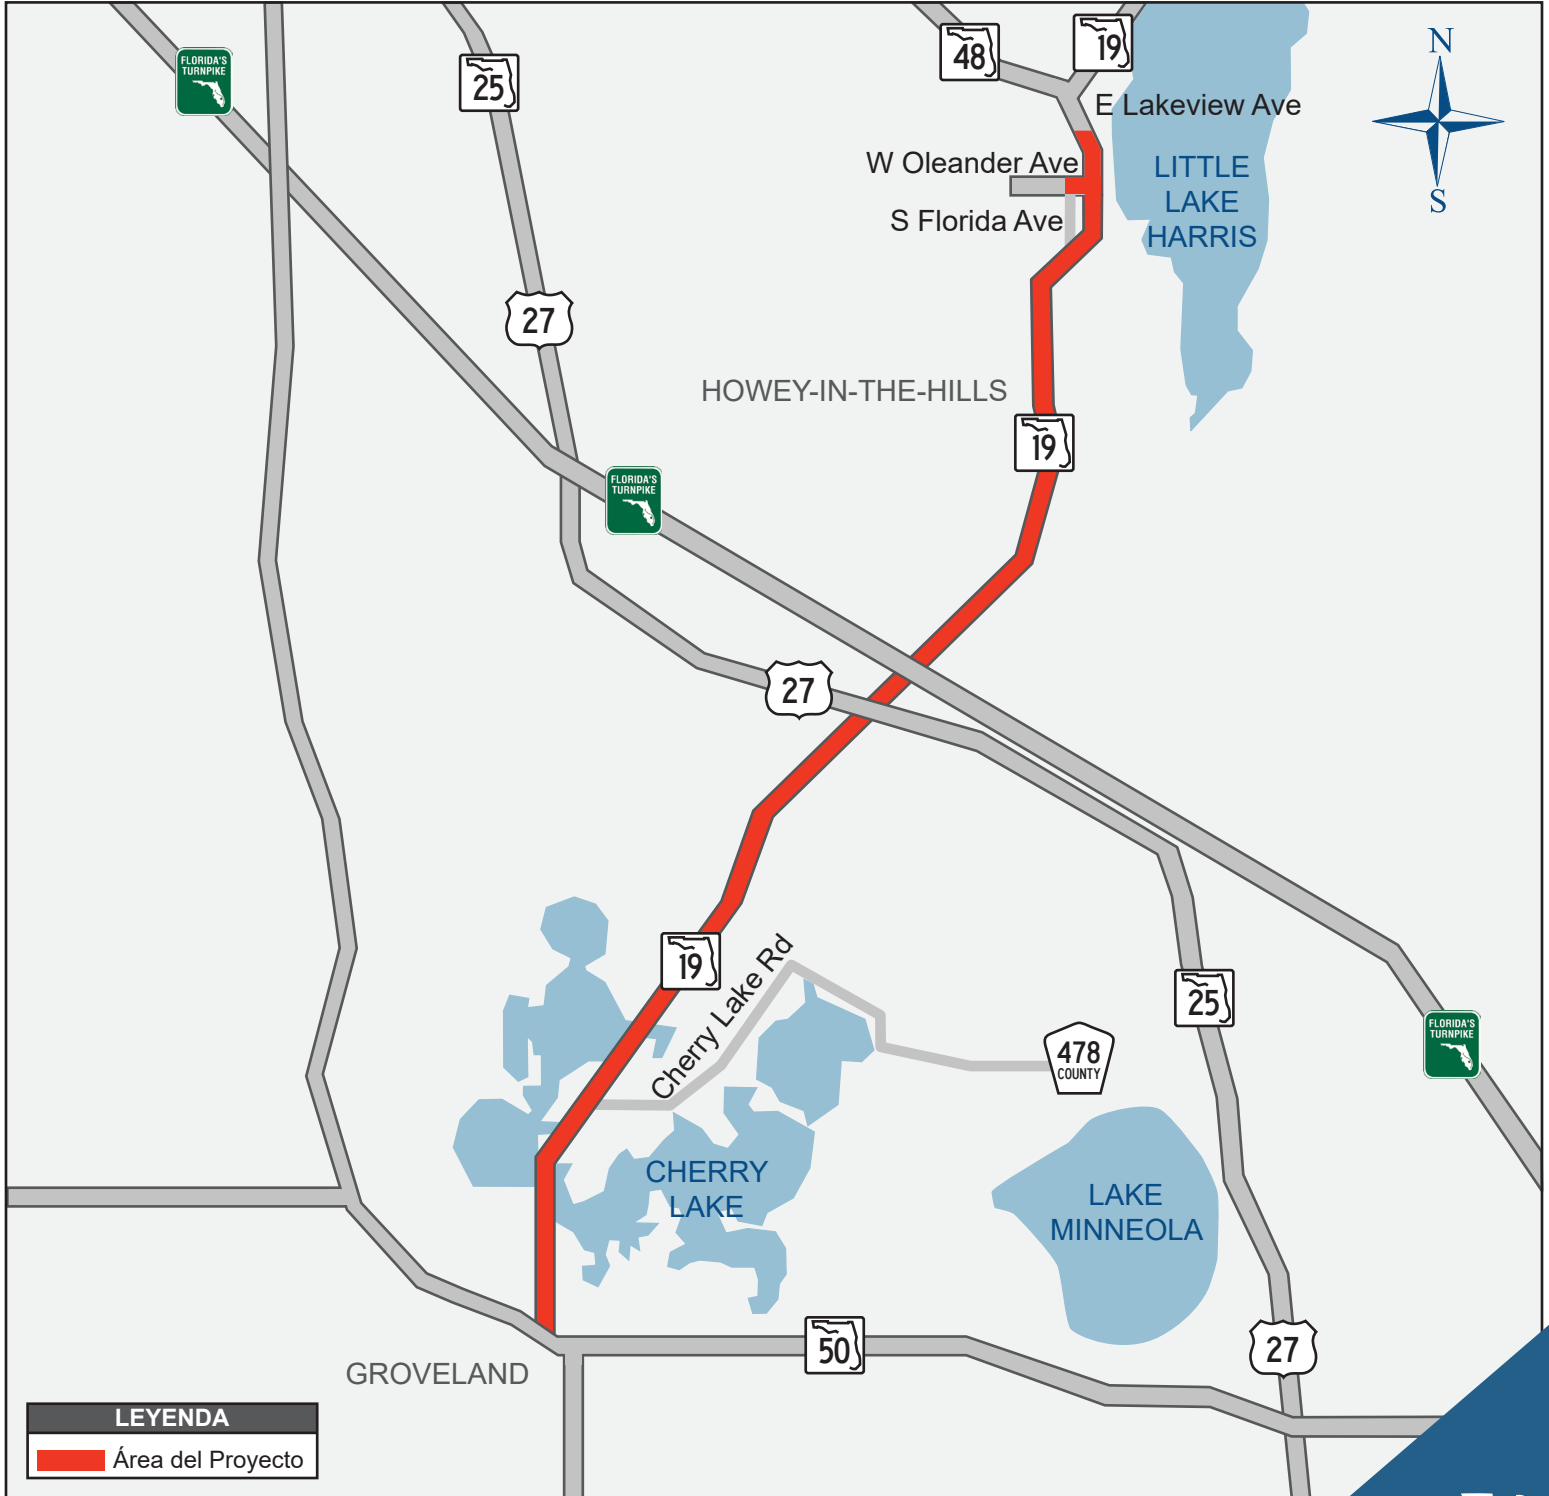 N
19
48
FLORIDA'S
TURNPIKE
25
E Lakeview Ave
W Oleander Ave
LITTLE
LAKE
HARRIS
S
S Florida Ave
27
HOWEY-IN-THE-HILLS
19
FLORIDA'S
TURNPIKE
27
19
Cherry Lake Rd
25
FLORIDA'S
TURNPIKE
478
COUNTY
CHERRY
LAKE
LAKE
MINNEOLA
50
27
GROVELAND
LEYENDA
Área del Proyecto